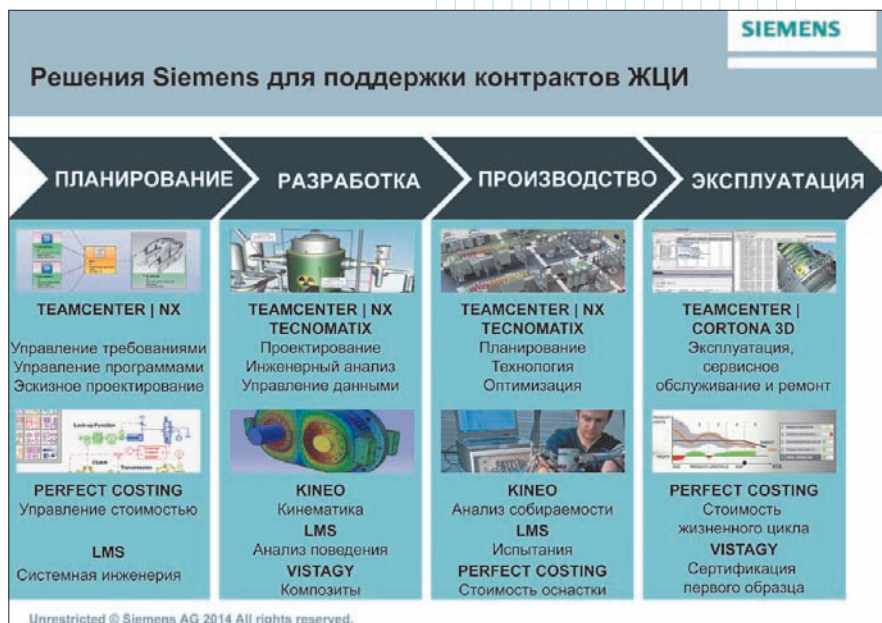 SIEMENS
Решения Siemens для поддержки контрактов ЖЦИ
ПЛАНИРОВАНИЕ
РАЗРАБОТКА
ПРОИЗВОДСТВО
ЭКСПЛУАТАЦИЯ
TEAMCENTER | NX
Управление требованиями
Управление программами
Эскизное проектирование
PERFECT COSTING
Управление стоимостью
LMS
Системная инженерия
TEAMCENTER | NX
TECNOMATIX
Проектирование
Инженерный анализ
Управление данными
KINEO
Кинематика
LMS
Анализ поведения
VISTAGY
Композиты
TEAMCENTER | NX
TECNOMATIX
Планирование
Технология
Оптимизация
KINEO
Анализ собираемости
LMS
Испытания
PERFECT COSTING
Стоимость оснастки
TEAMCENTER |
CORTONA 3D
Эксплуатация,
сервисное
обслуживание и ремонт
PERFECT COSTING
Стоимость
жизненного цикла
VISTAGY
Сертификация
первого образца
Unrestricted © Siemens AG 2014 All rights reserved.